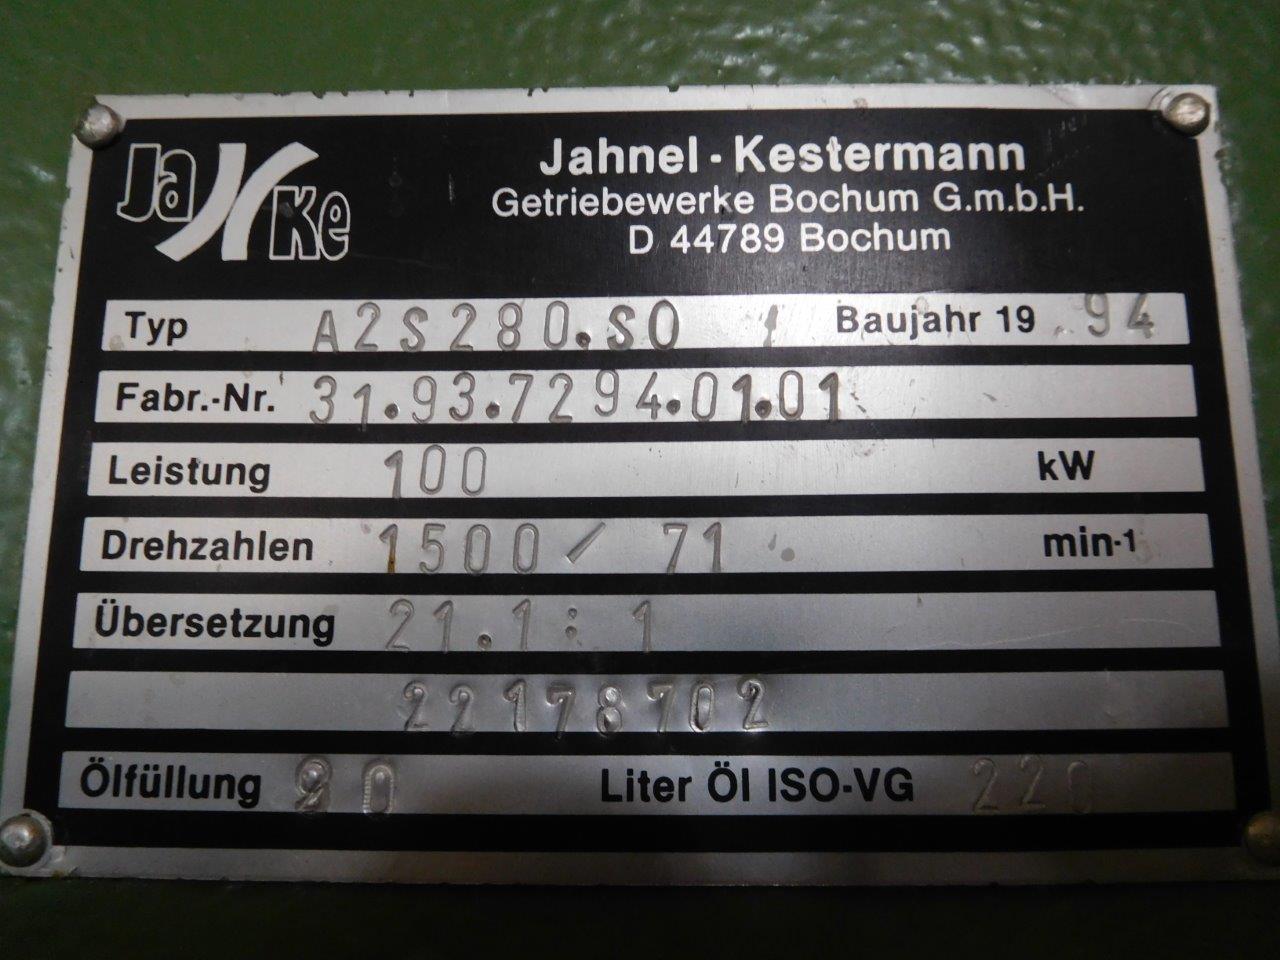 JaKe
Jahnel - Kestermann
Getriebewerke Bochum G.m.b.H.
D 44789 Bochum
Typ A2S280.SO Baujahr 19 94
Fabr.-Nr. 31.93.7294.01.01
Leistung 100 kW
Drehzahlen 1500 / 71 min-1
Übersetzung 21.1 : 1
22178702
Ölfüllung Liter Öl ISO-VG 220